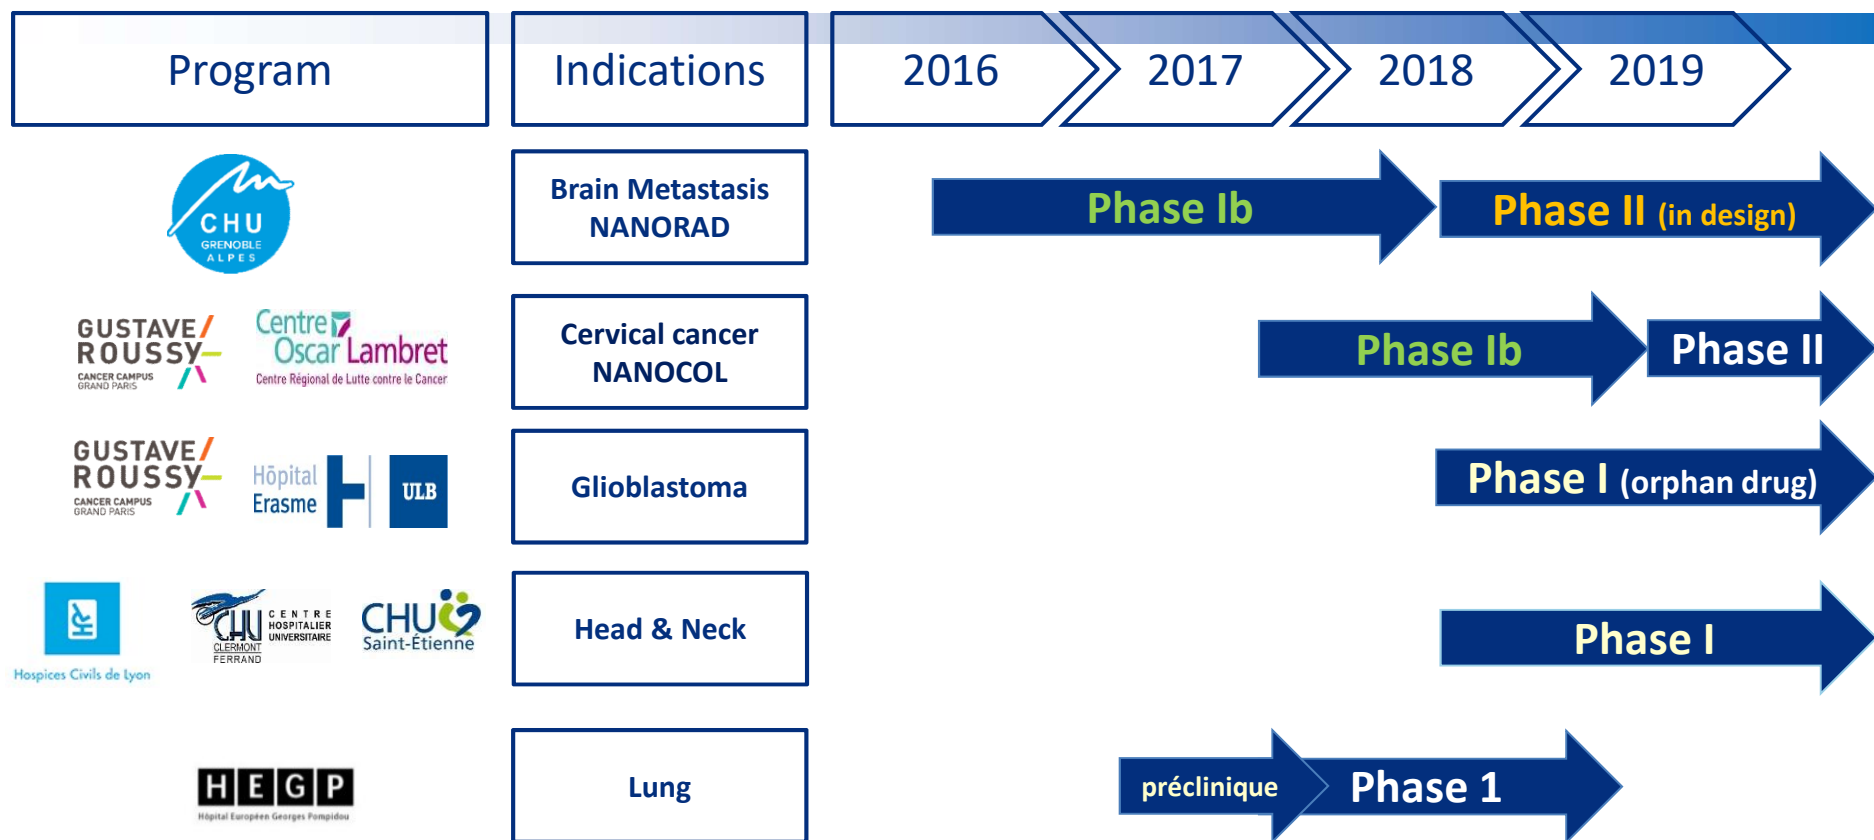 Program
Indications
2016
2017
2018
2019
CHU
GRENOBLE
ALPES
Brain Metastasis
NANORAD
Phase Ib
Phase II (in design)
GUSTAVE
ROUSSY
CANCER CAMPUS
GRAND PARIS
Centre
Oscar Lambret
Centre Régional de Lutte contre le Cancer
Cervical cancer
NANOCOL
Phase Ib
Phase II
GUSTAVE
ROUSSY
CANCER CAMPUS
GRAND PARIS
Hôpital
Erasme
ULB
Glioblastoma
Phase I (orphan drug)
HCL
Hospices Civils de Lyon
CHU
CENTRE
HOSPITALIER
UNIVERSITAIRE
CLERMONT
FERRAND
CHU
Saint-Étienne
Head & Neck
Phase I
HEGP
Hôpital Européen Georges Pompidou
Lung
préclinique
Phase 1